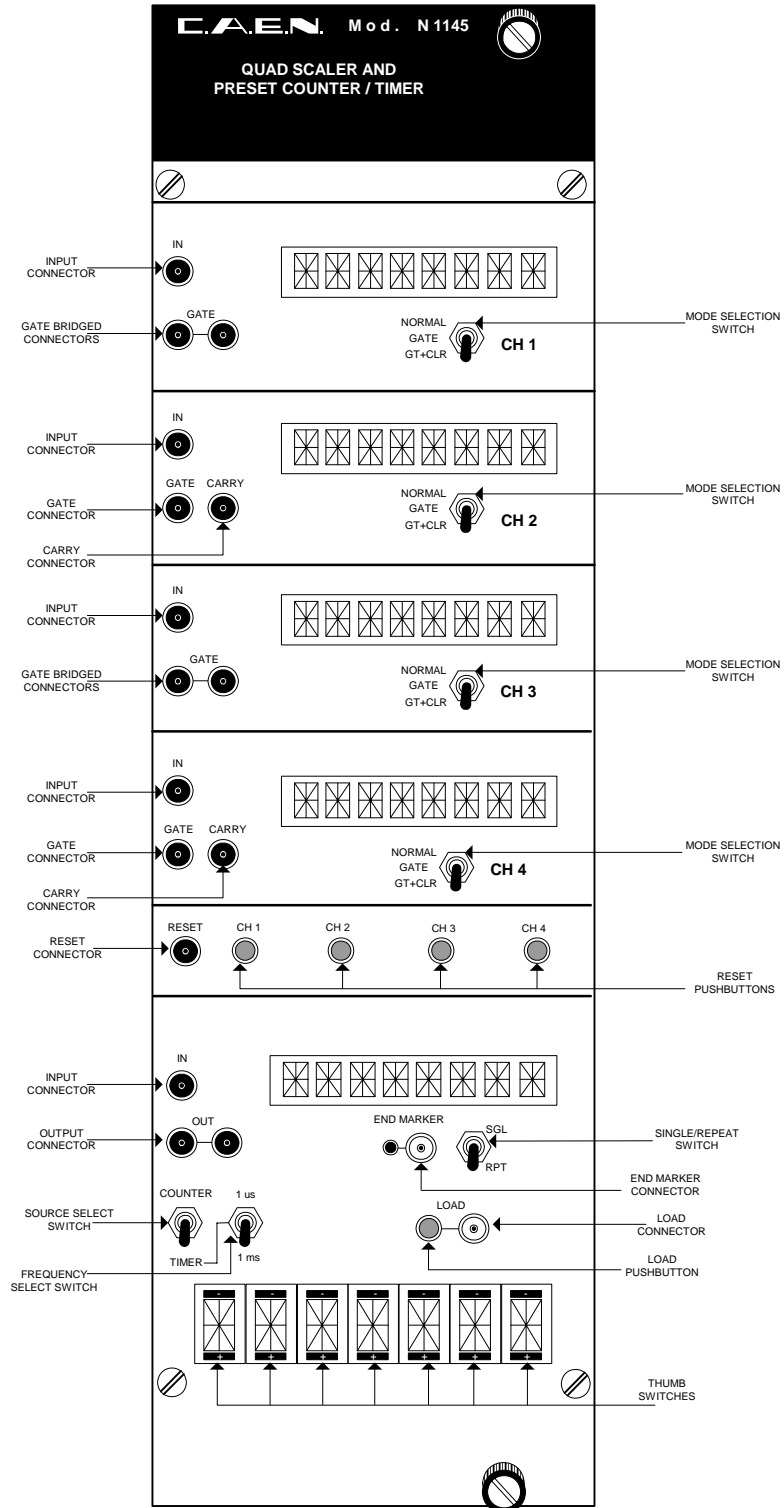 C.A.E.N. Mod. N 1145
QUAD SCALER AND
PRESET COUNTER / TIMER
IN
INPUT
CONNECTOR
GATE
GATE BRIDGED
CONNECTORS
NORMAL
GATE
GT+CLR
CH 1
MODE SELECTION
SWITCH
IN
INPUT
CONNECTOR
GATE CARRY
GATE
CONNECTOR
CARRY
CONNECTOR
NORMAL
GATE
GT+CLR
CH 2
MODE SELECTION
SWITCH
IN
INPUT
CONNECTOR
GATE
GATE BRIDGED
CONNECTORS
NORMAL
GATE
GT+CLR
CH 3
MODE SELECTION
SWITCH
IN
INPUT
CONNECTOR
GATE CARRY
GATE
CONNECTOR
CARRY
CONNECTOR
NORMAL
GATE
GT+CLR
CH 4
MODE SELECTION
SWITCH
RESET CH 1 CH 2 CH 3 CH 4
RESET
CONNECTOR
RESET
PUSHBUTTONS
IN
INPUT
CONNECTOR
OUT
OUTPUT
CONNECTOR
END MARKER
SGL
RPT
SINGLE/REPEAT
SWITCH
END MARKER
CONNECTOR
COUNTER
1 us
SOURCE SELECT
SWITCH
TIMER
1 ms
FREQUENCY
SELECT SWITCH
LOAD
LOAD
CONNECTOR
LOAD
PUSHBUTTON
- - - - - - -
+ + + + + + +
THUMB
SWITCHES